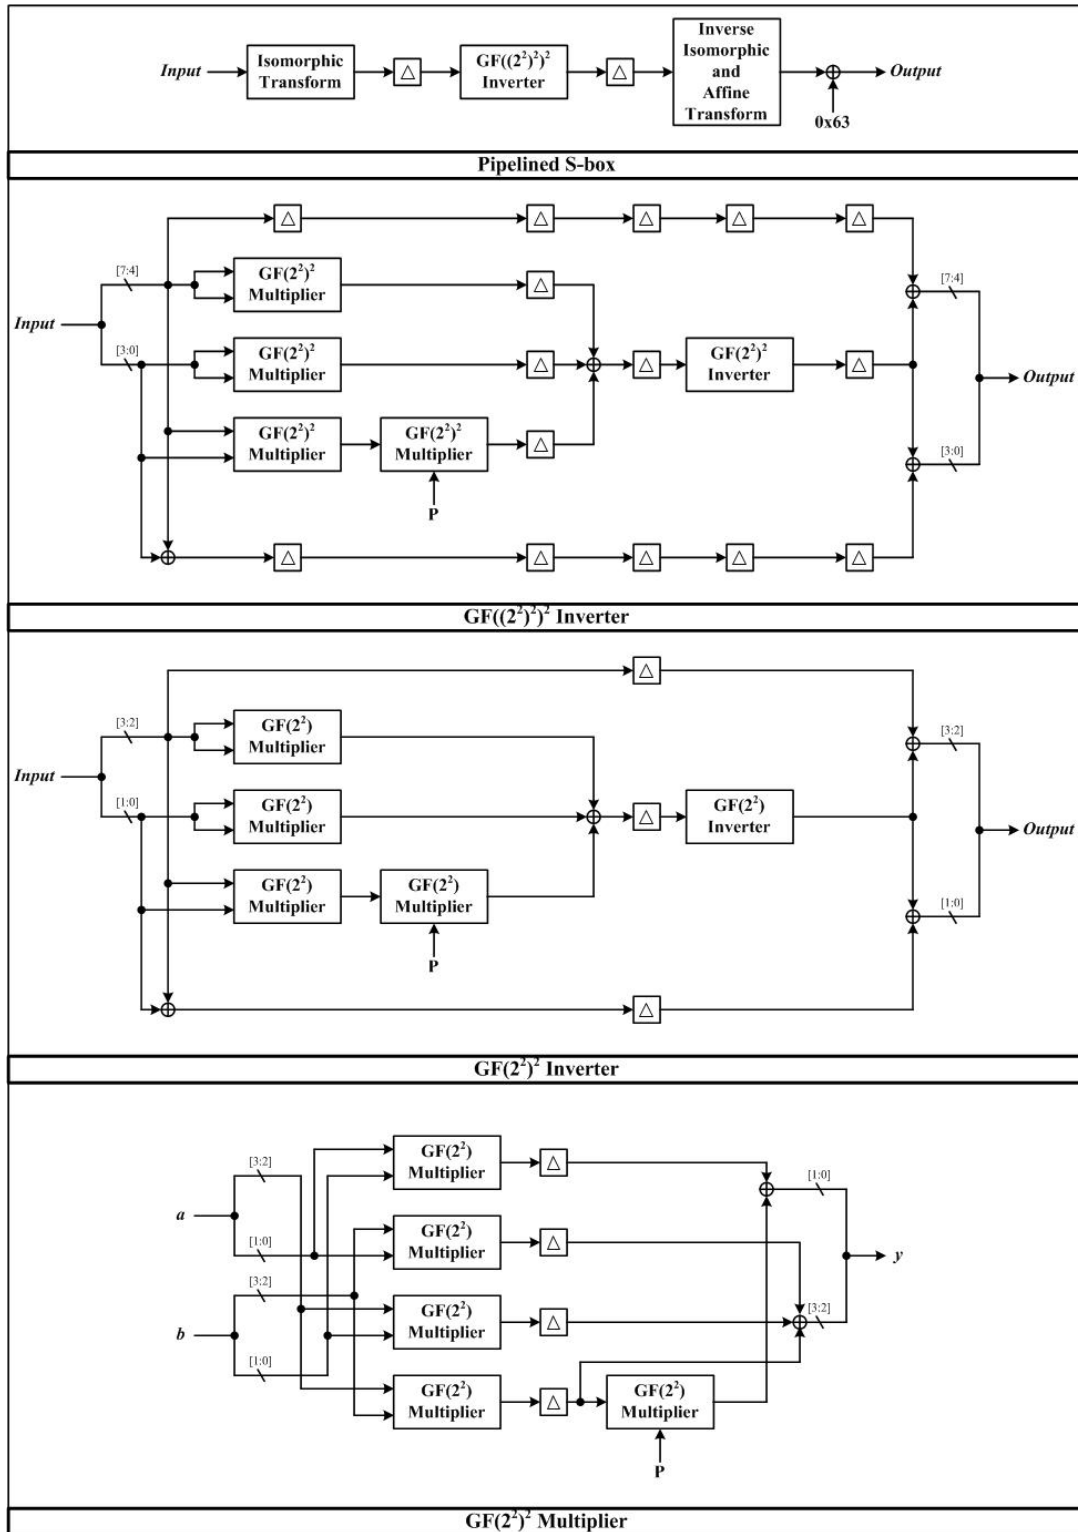 Input
Isomorphic
Transform
△
GF((2²)²)²
Inverter
△
Inverse
Isomorphic
and
Affine
Transform
Output
0x63
Pipelined S-box
△ △ △ △ △
[7:4]
GF(2²)²
Multiplier
△
[7:4]
Input
[3:0]
GF(2²)²
Multiplier
△
△
GF(2²)²
Inverter
△
Output
GF(2²)²
Multiplier
GF(2²)²
Multiplier
△
[3:0]
P
△ △ △ △ △
GF((2²)²)² Inverter
△
[3:2]
GF(2²)
Multiplier
[3:2]
Input
[1:0]
GF(2²)
Multiplier
△
GF(2²)
Inverter
Output
GF(2²)
Multiplier
GF(2²)
Multiplier
[1:0]
P
△
GF(2²)² Inverter
[3:2]
GF(2²)
Multiplier
△
[1:0]
a
[1:0]
GF(2²)
Multiplier
△
y
[3:2]
b
GF(2²)
Multiplier
△
[3:2]
[1:0]
GF(2²)
Multiplier
△
GF(2²)
Multiplier
P
GF(2²)² Multiplier